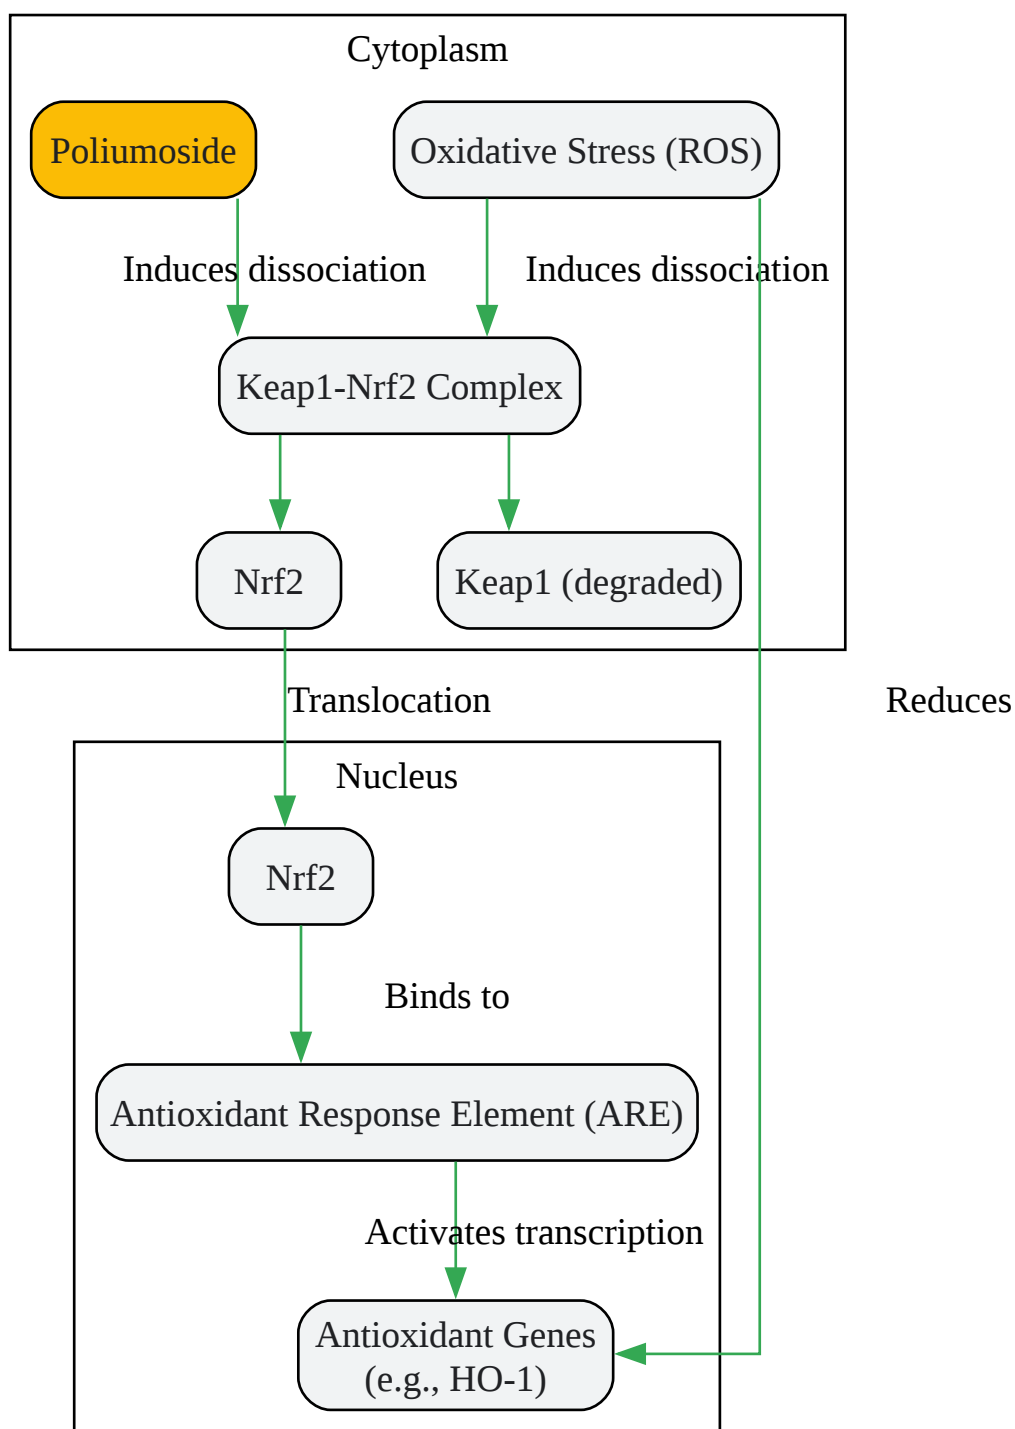 Cytoplasm
Poliumoside
Oxidative Stress (ROS)
Induces dissociation
Induces dissociation
Keap1-Nrf2 Complex
Nrf2
Keap1 (degraded)
Translocation
Reduces
Nucleus
Nrf2
Binds to
Antioxidant Response Element (ARE)
Activates transcription
Antioxidant Genes
(e.g., HO-1)